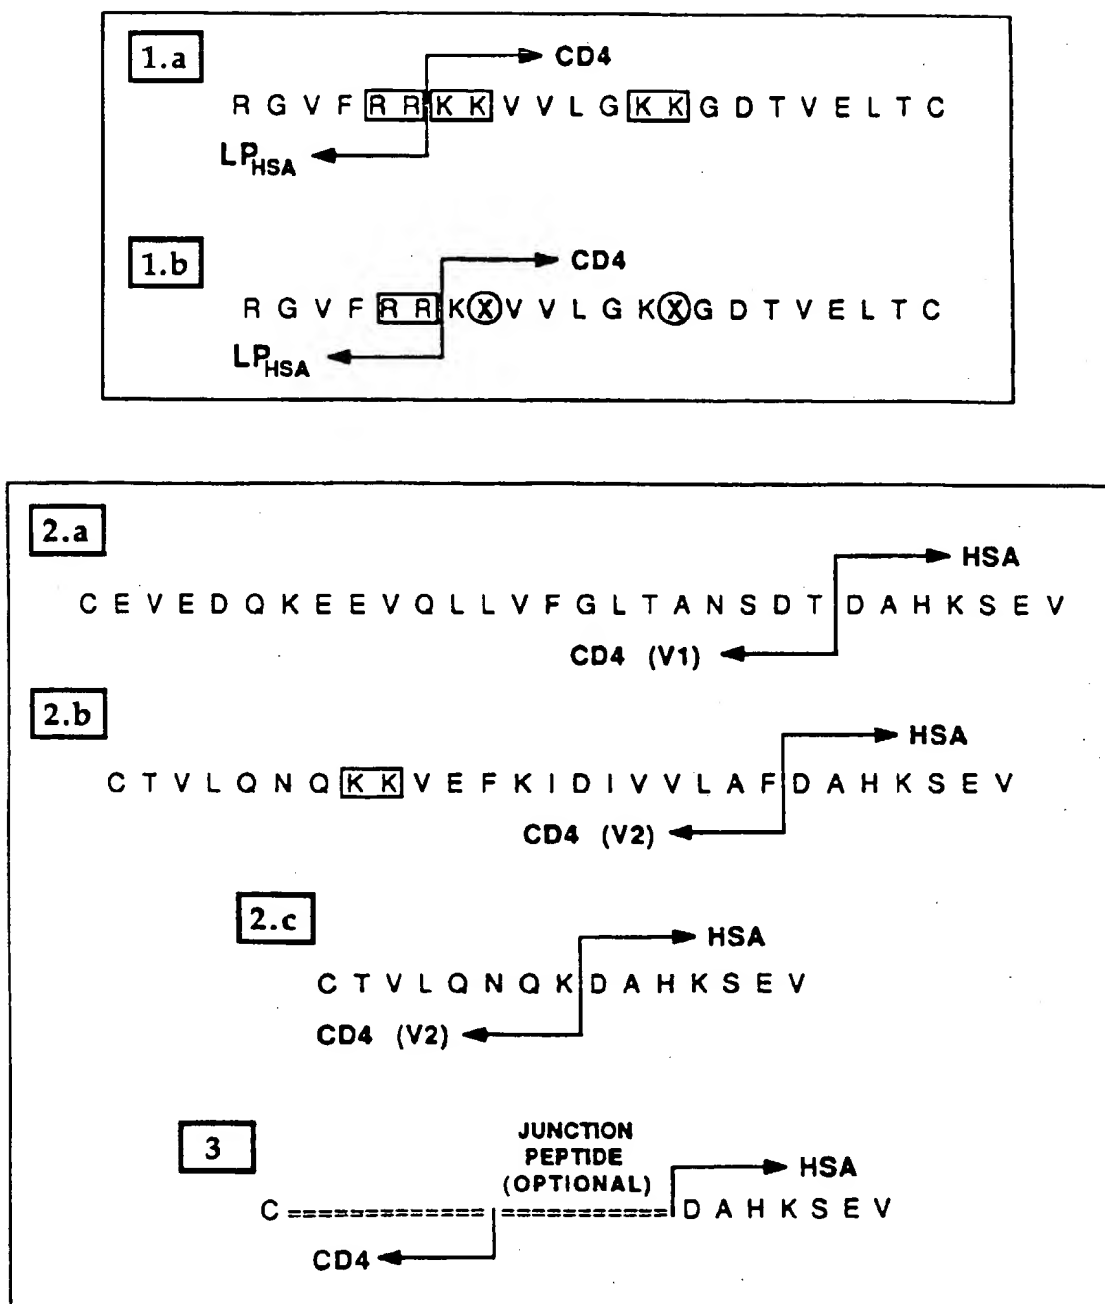 1.a
CD4
R G V F R R K K V V L G K K G D T V E L T C
LPHSA
1.b
CD4
R G V F R R K X V V L G K X G D T V E L T C
LPHSA
2.a
HSA
C E V E D Q K E E V Q L L V F G L T A N S D T D A H K S E V
CD4 (V1)
2.b
HSA
C T V L Q N Q K K V E F K I D I V V L A F D A H K S E V
CD4 (V2)
2.c
HSA
C T V L Q N Q K D A H K S E V
CD4 (V2)
3
JUNCTION
PEPTIDE
(OPTIONAL)
HSA
C ============== ============ D A H K S E V
CD4